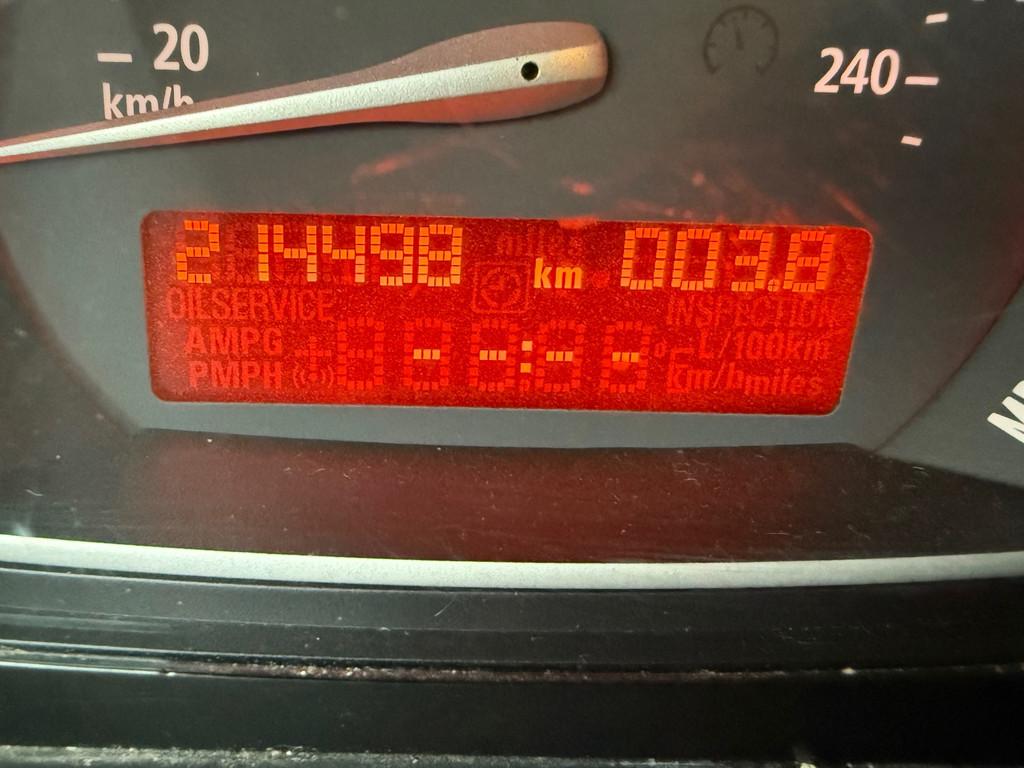 20
km/h
240
214498 miles km 003.8
OILSERVICE INSPECTION
AMPG --:-- L/100km
PMPH km/h miles